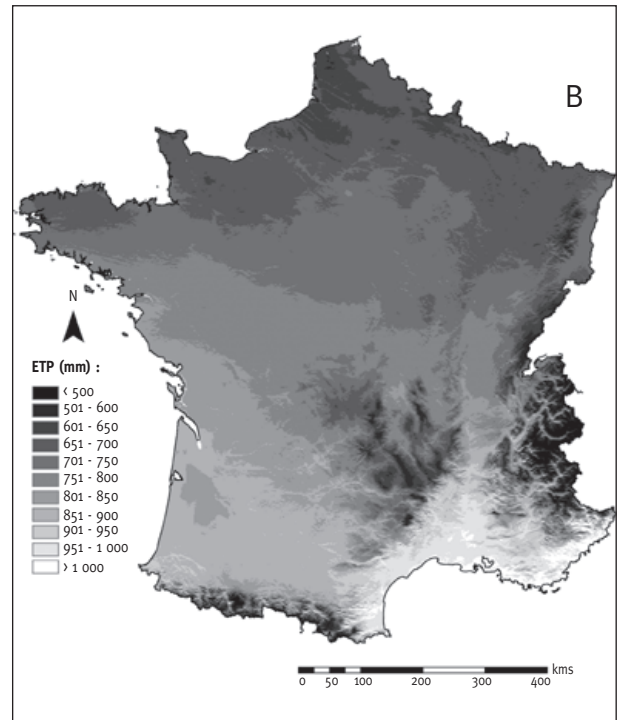 B
N
ETP (mm) :
< 500
501 - 600
601 - 650
651 - 700
701 - 750
751 - 800
801 - 850
851 - 900
901 - 950
951 - 1 000
> 1 000
kms
0 50 100 200 300 400